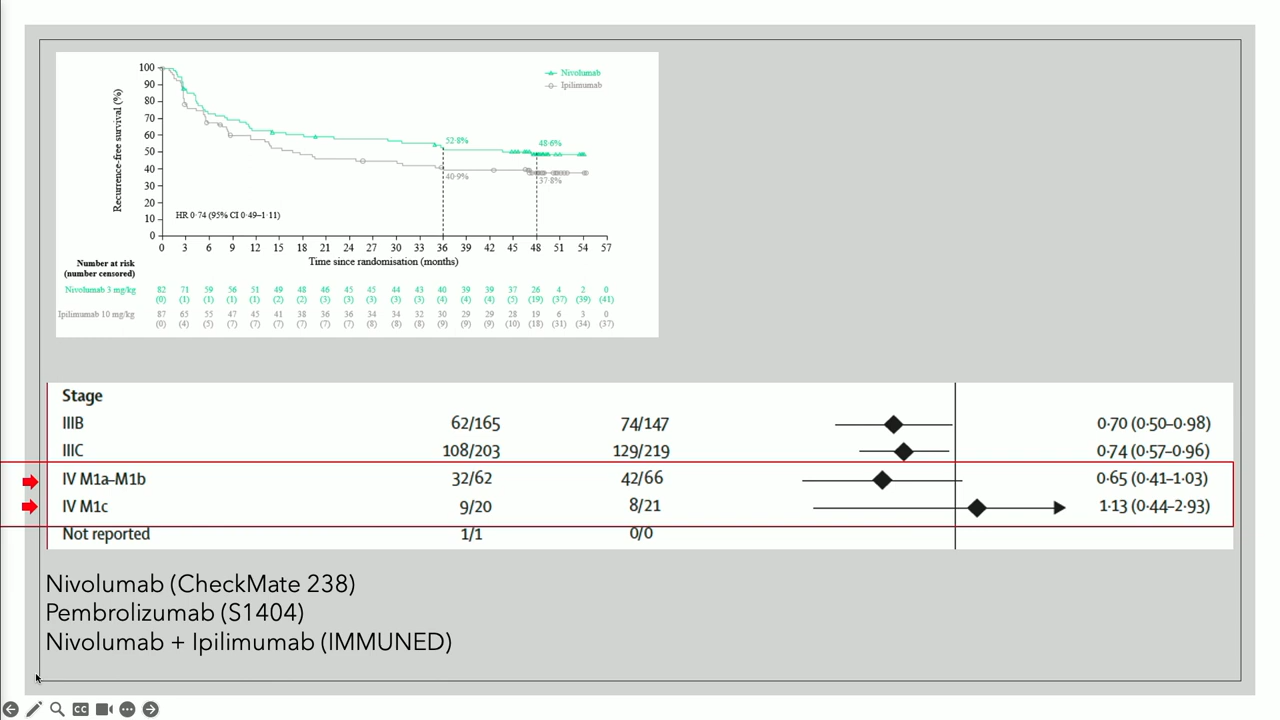 100
90
80
70
60
50
40
30
20
10
0
Recurrence-free survival (%)
Nivolumab
Ipilimumab
52·8%
48·6%
40·9%
37·8%
HR 0·74 (95% CI 0·49–1·11)
0 3 6 9 12 15 18 21 24 27 30 33 36 39 42 45 48 51 54 57
Time since randomisation (months)
Number at risk
(number censored)
Nivolumab 3 mg/kg 82 71 59 56 51 49 48 46 45 45 44 43 40 39 39 37 26 4 2 0
(0) (1) (1) (1) (1) (2) (2) (3) (3) (3) (3) (3) (4) (4) (4) (5) (19) (37) (39) (41)
Ipilimumab 10 mg/kg 87 65 55 47 45 41 38 36 36 34 34 32 30 29 29 28 19 6 3 0
(0) (4) (5) (7) (7) (7) (7) (7) (7) (8) (8) (8) (9) (9) (9) (10) (18) (31) (34) (37)
Stage
IIIB 62/165 74/147 0·70 (0·50–0·98)
IIIC 108/203 129/219 0·74 (0·57–0·96)
IV M1a–M1b 32/62 42/66 0·65 (0·41–1·03)
IV M1c 9/20 8/21 1·13 (0·44–2·93)
Not reported 1/1 0/0
Nivolumab (CheckMate 238)
Pembrolizumab (S1404)
Nivolumab + Ipilimumab (IMMUNED)
CC